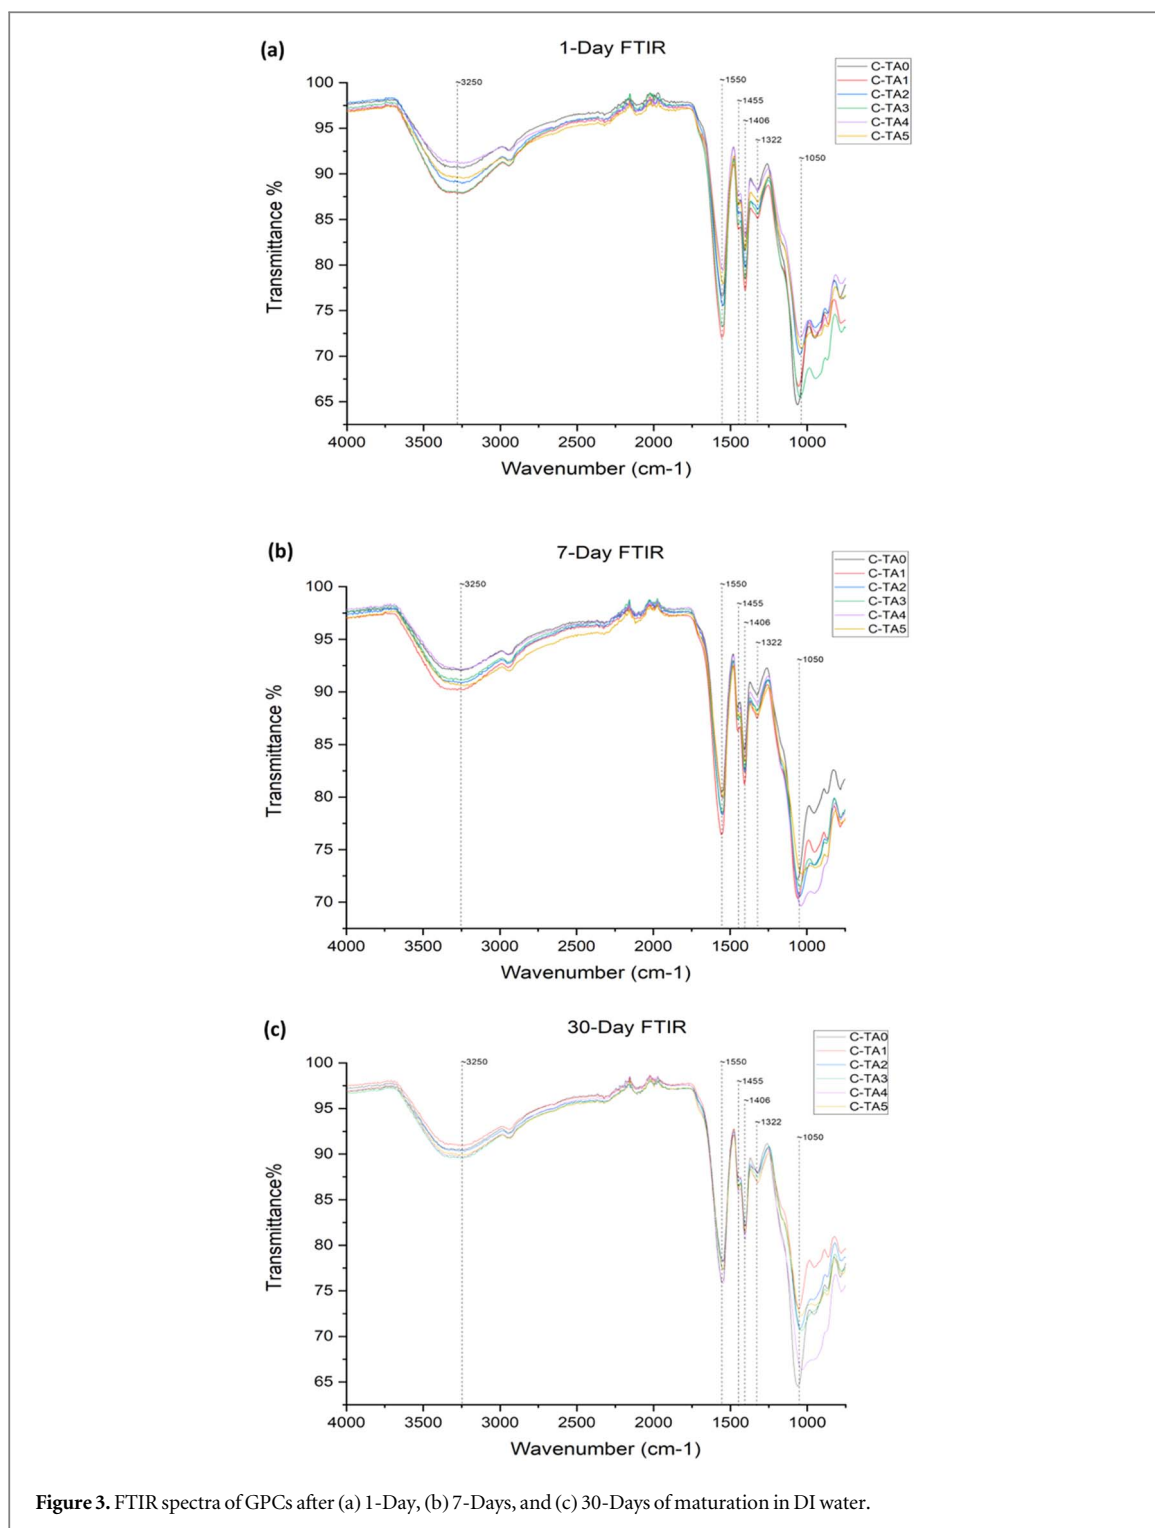 (a)
1-Day FTIR
C-TA0
C-TA1
C-TA2
C-TA3
C-TA4
C-TA5
~3250
~1550
~1455
~1406
~1322
~1050
100
95
90
85
80
75
70
65
Transmittance %
4000 3500 3000 2500 2000 1500 1000
Wavenumber (cm-1)
(b)
7-Day FTIR
C-TA0
C-TA1
C-TA2
C-TA3
C-TA4
C-TA5
~3250
~1550
~1455
~1406
~1322
~1050
100
95
90
85
80
75
70
Transmittance %
4000 3500 3000 2500 2000 1500 1000
Wavenumber (cm-1)
(c)
30-Day FTIR
C-TA0
C-TA1
C-TA2
C-TA3
C-TA4
C-TA5
~3250
~1550
~1455
~1406
~1322
~1050
100
95
90
85
80
75
70
65
Transmittance%
4000 3500 3000 2500 2000 1500 1000
Wavenumber (cm-1)
Figure 3. FTIR spectra of GPCs after (a) 1-Day, (b) 7-Days, and (c) 30-Days of maturation in DI water.